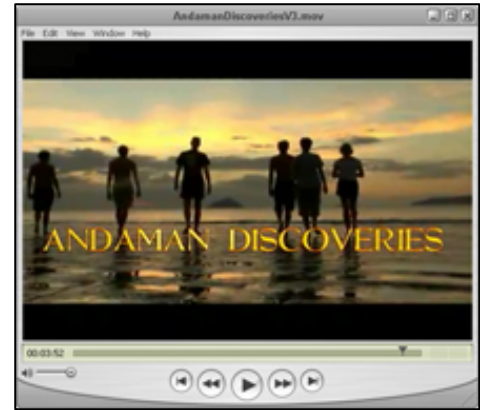 AndamanDiscoveriesV3.mov
File Edit View Window Help
ANDAMAN DISCOVERIES
00:03:52